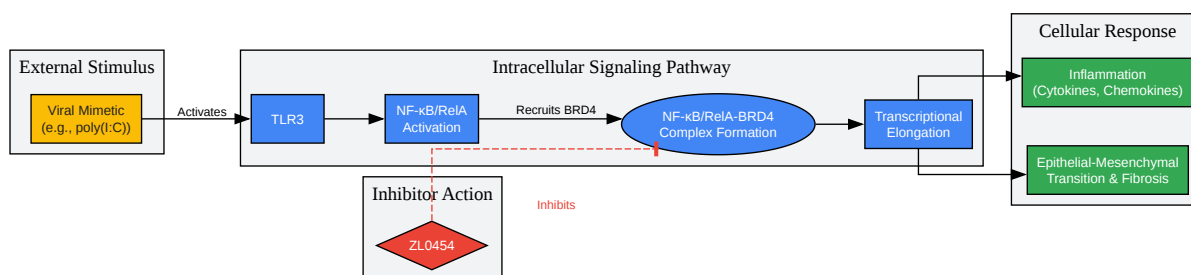 External Stimulus
Viral Mimetic
(e.g., poly(I:C))
Activates
Intracellular Signaling Pathway
TLR3
NF-κB/RelA
Activation
Recruits BRD4
NF-κB/RelA-BRD4
Complex Formation
Transcriptional
Elongation
Cellular Response
Inflammation
(Cytokines, Chemokines)
Epithelial-Mesenchymal
Transition & Fibrosis
Inhibitor Action
Inhibits
ZL0454